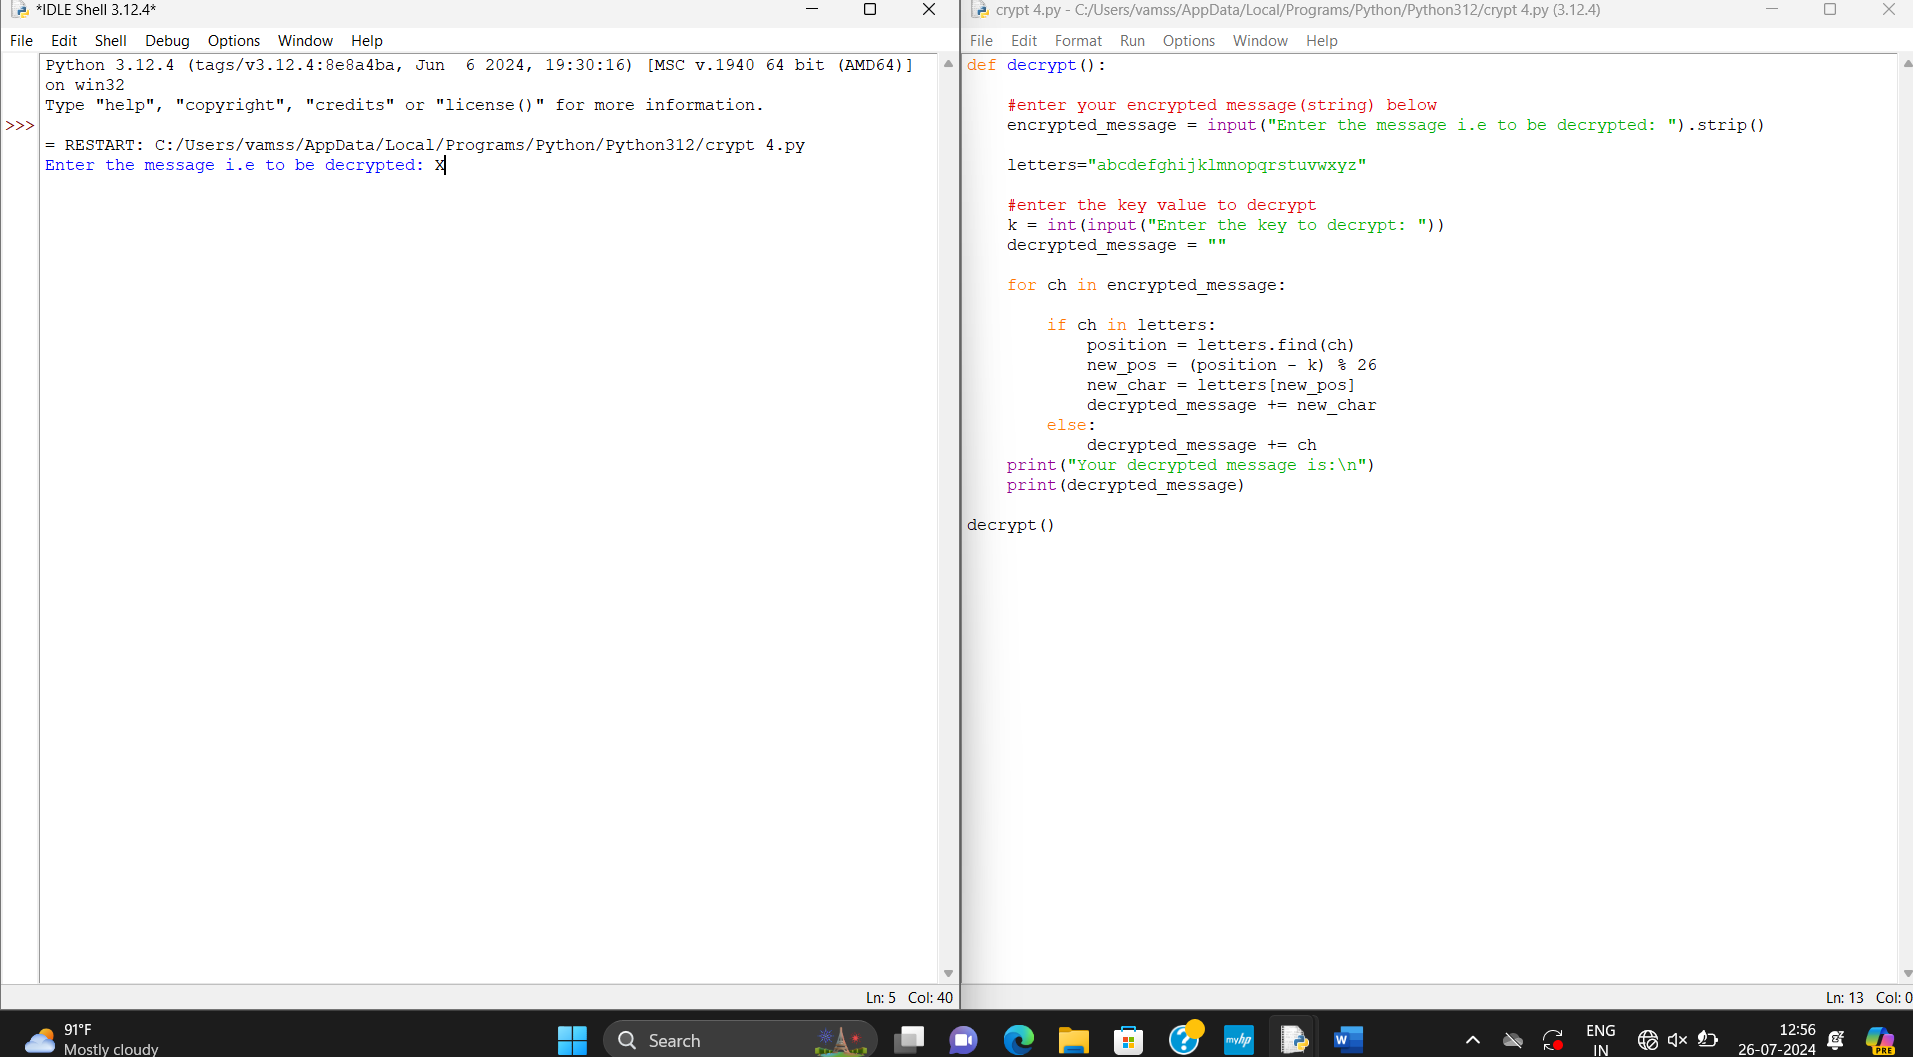 *IDLE Shell 3.12.4*
File Edit Shell Debug Options Window Help
Python 3.12.4 (tags/v3.12.4:8e8a4ba, Jun  6 2024, 19:30:16) [MSC v.1940 64 bit (AMD64)]
on win32
Type "help", "copyright", "credits" or "license()" for more information.
>>>
= RESTART: C:/Users/vamss/AppData/Local/Programs/Python/Python312/crypt 4.py
Enter the message i.e to be decrypted: X
Ln: 5 Col: 40
crypt 4.py - C:/Users/vamss/AppData/Local/Programs/Python/Python312/crypt 4.py (3.12.4)
File Edit Format Run Options Window Help
def decrypt():
    #enter your encrypted message(string) below
    encrypted_message = input("Enter the message i.e to be decrypted: ").strip()
    letters="abcdefghijklmnopqrstuvwxyz"
    #enter the key value to decrypt
    k = int(input("Enter the key to decrypt: "))
    decrypted_message = ""
    for ch in encrypted_message:
        if ch in letters:
            position = letters.find(ch)
            new_pos = (position - k) % 26
            new_char = letters[new_pos]
            decrypted_message += new_char
        else:
            decrypted_message += ch
    print("Your decrypted message is:\n")
    print(decrypted_message)
decrypt()
Ln: 13 Col: 0
91°F
Mostly cloudy
Search
myhp
W
ENG
IN
12:56
26-07-2024
PRE